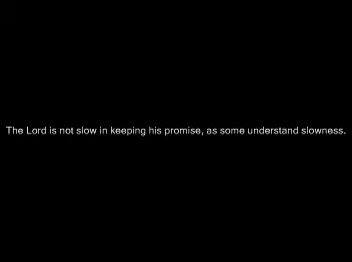 The Lord is not slow in keeping his promise, as some understand slowness.